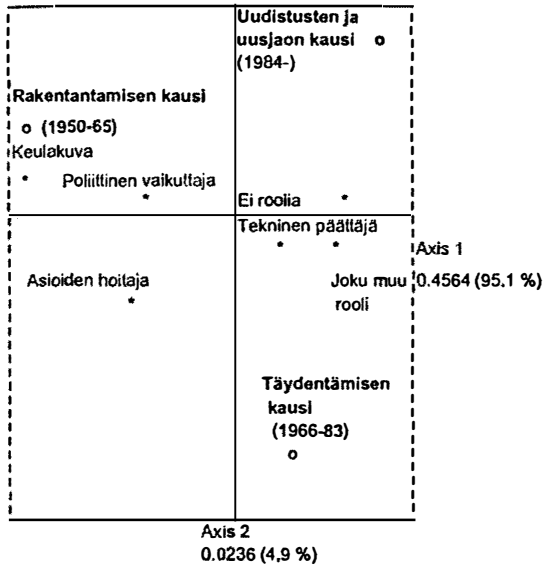 Uudistusten ja
uusjaon kausi
(1984-)
Rakentantamisen kausi
(1950-65)
Keulakuva
Poliittinen vaikuttaja
Ei roolia
Tekninen päättäjä
Axis 1
0.4564 (95.1 %)
Asioiden hoitaja
Joku muu
rooli
Täydentämisen
kausi
(1966-83)
Axis 2
0.0236 (4,9 %)